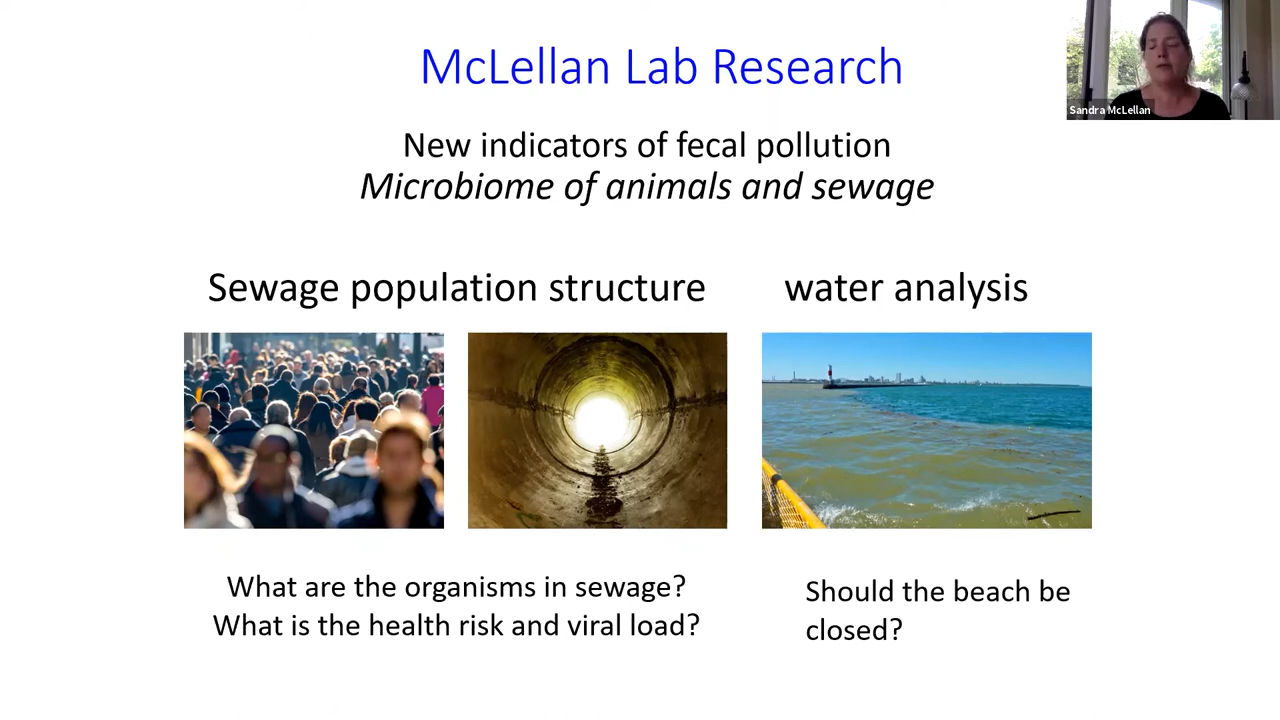 McLellan Lab Research
Sandra McLellan
New indicators of fecal pollution
Microbiome of animals and sewage
Sewage population structure
water analysis
What are the organisms in sewage?
What is the health risk and viral load?
Should the beach be
closed?